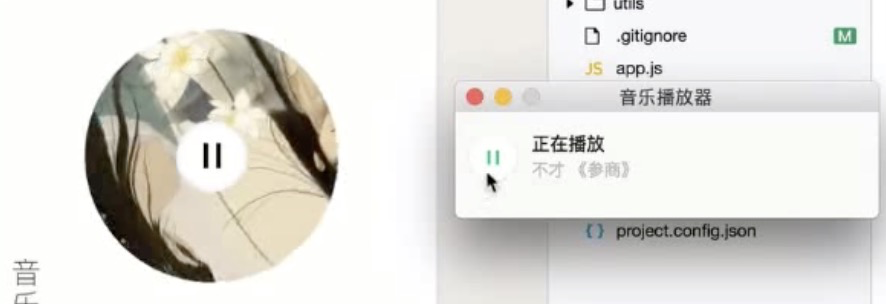 utils
.gitignore
M
JS app.js
音乐播放器
正在播放
不才 《参商》
{ } project.config.json
音
乐